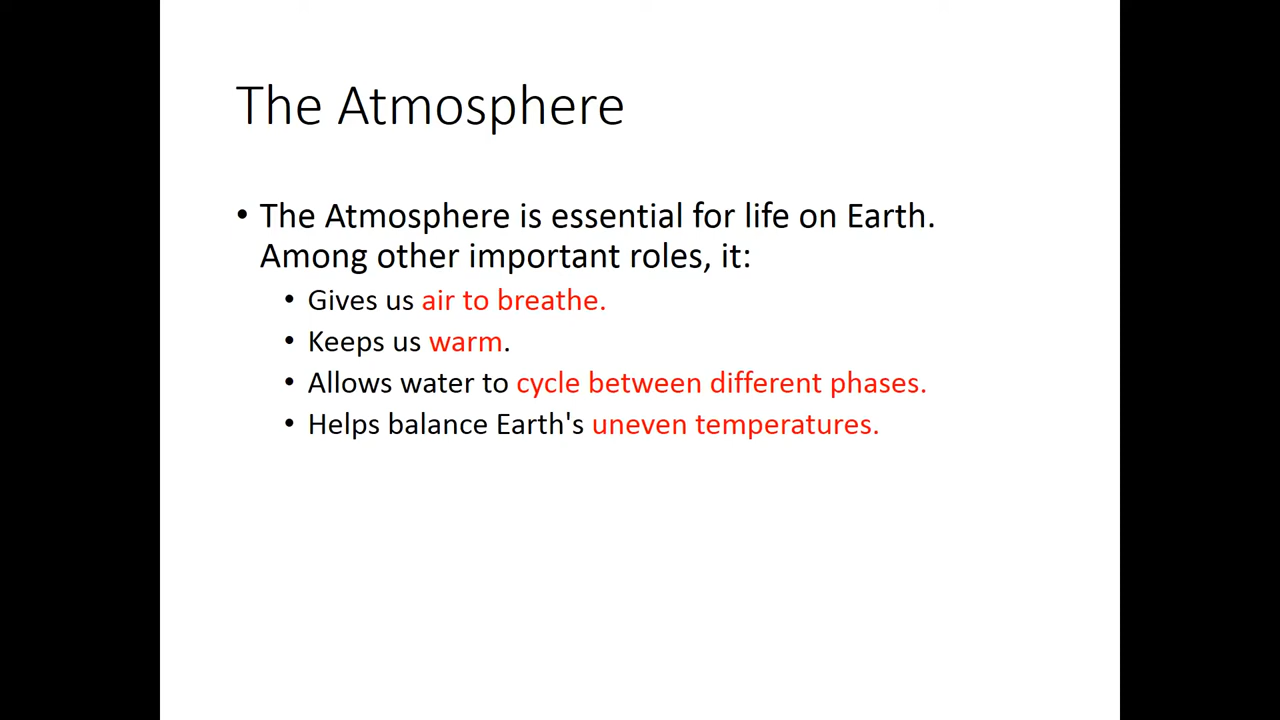 The Atmosphere
• The Atmosphere is essential for life on Earth.
Among other important roles, it:
• Gives us air to breathe.
• Keeps us warm.
• Allows water to cycle between different phases.
• Helps balance Earth's uneven temperatures.